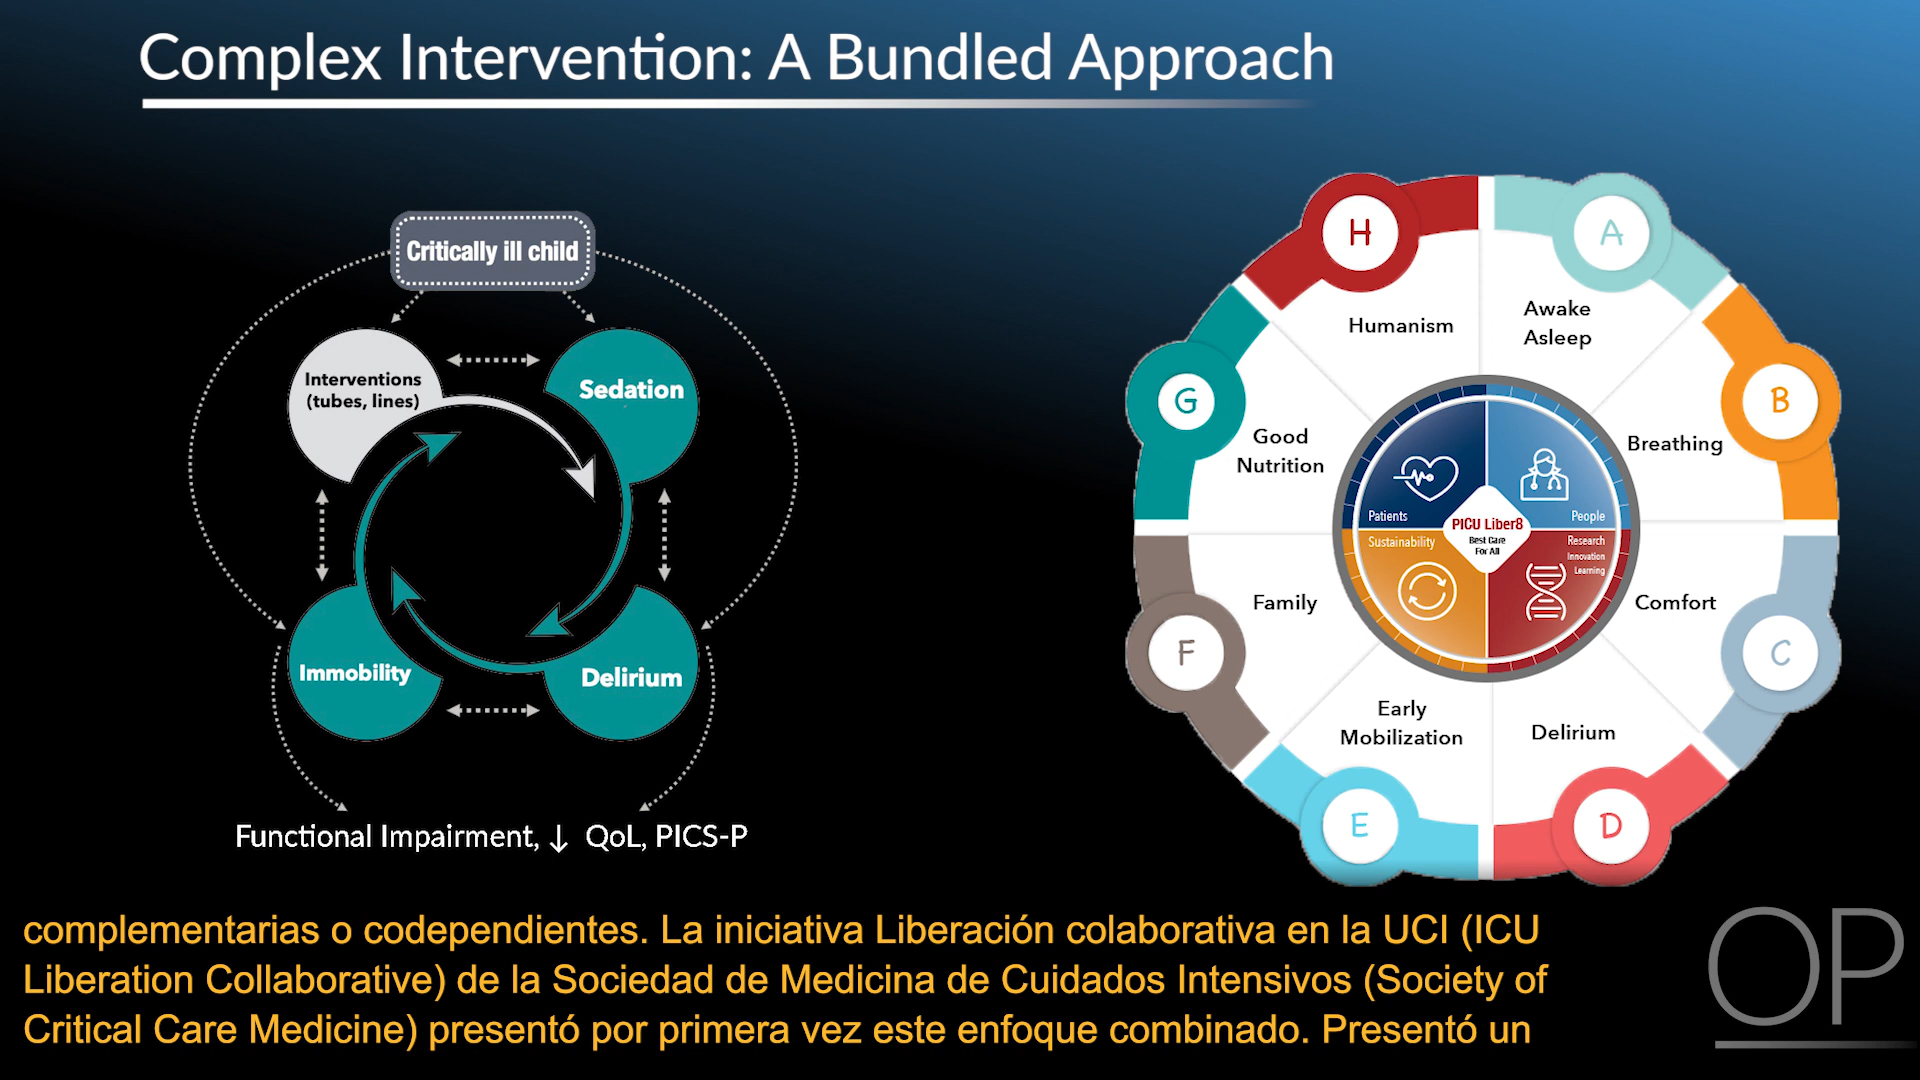 Complex Intervention: A Bundled Approach
Critically ill child
Interventions
(tubes, lines)
Sedation
Immobility
Delirium
Functional Impairment, ↓ QoL, PICS-P
H
A
Humanism
Awake
Asleep
G
B
Good
Nutrition
Breathing
Patients
People
PICU Liber8
Best Care
For All
Sustainability
Research
Innovation
Learning
Family
Comfort
F
C
Early
Mobilization
Delirium
E
D
complementarias o codependientes. La iniciativa Liberación colaborativa en la UCI (ICU
Liberation Collaborative) de la Sociedad de Medicina de Cuidados Intensivos (Society of
Critical Care Medicine) presentó por primera vez este enfoque combinado. Presentó un
OP